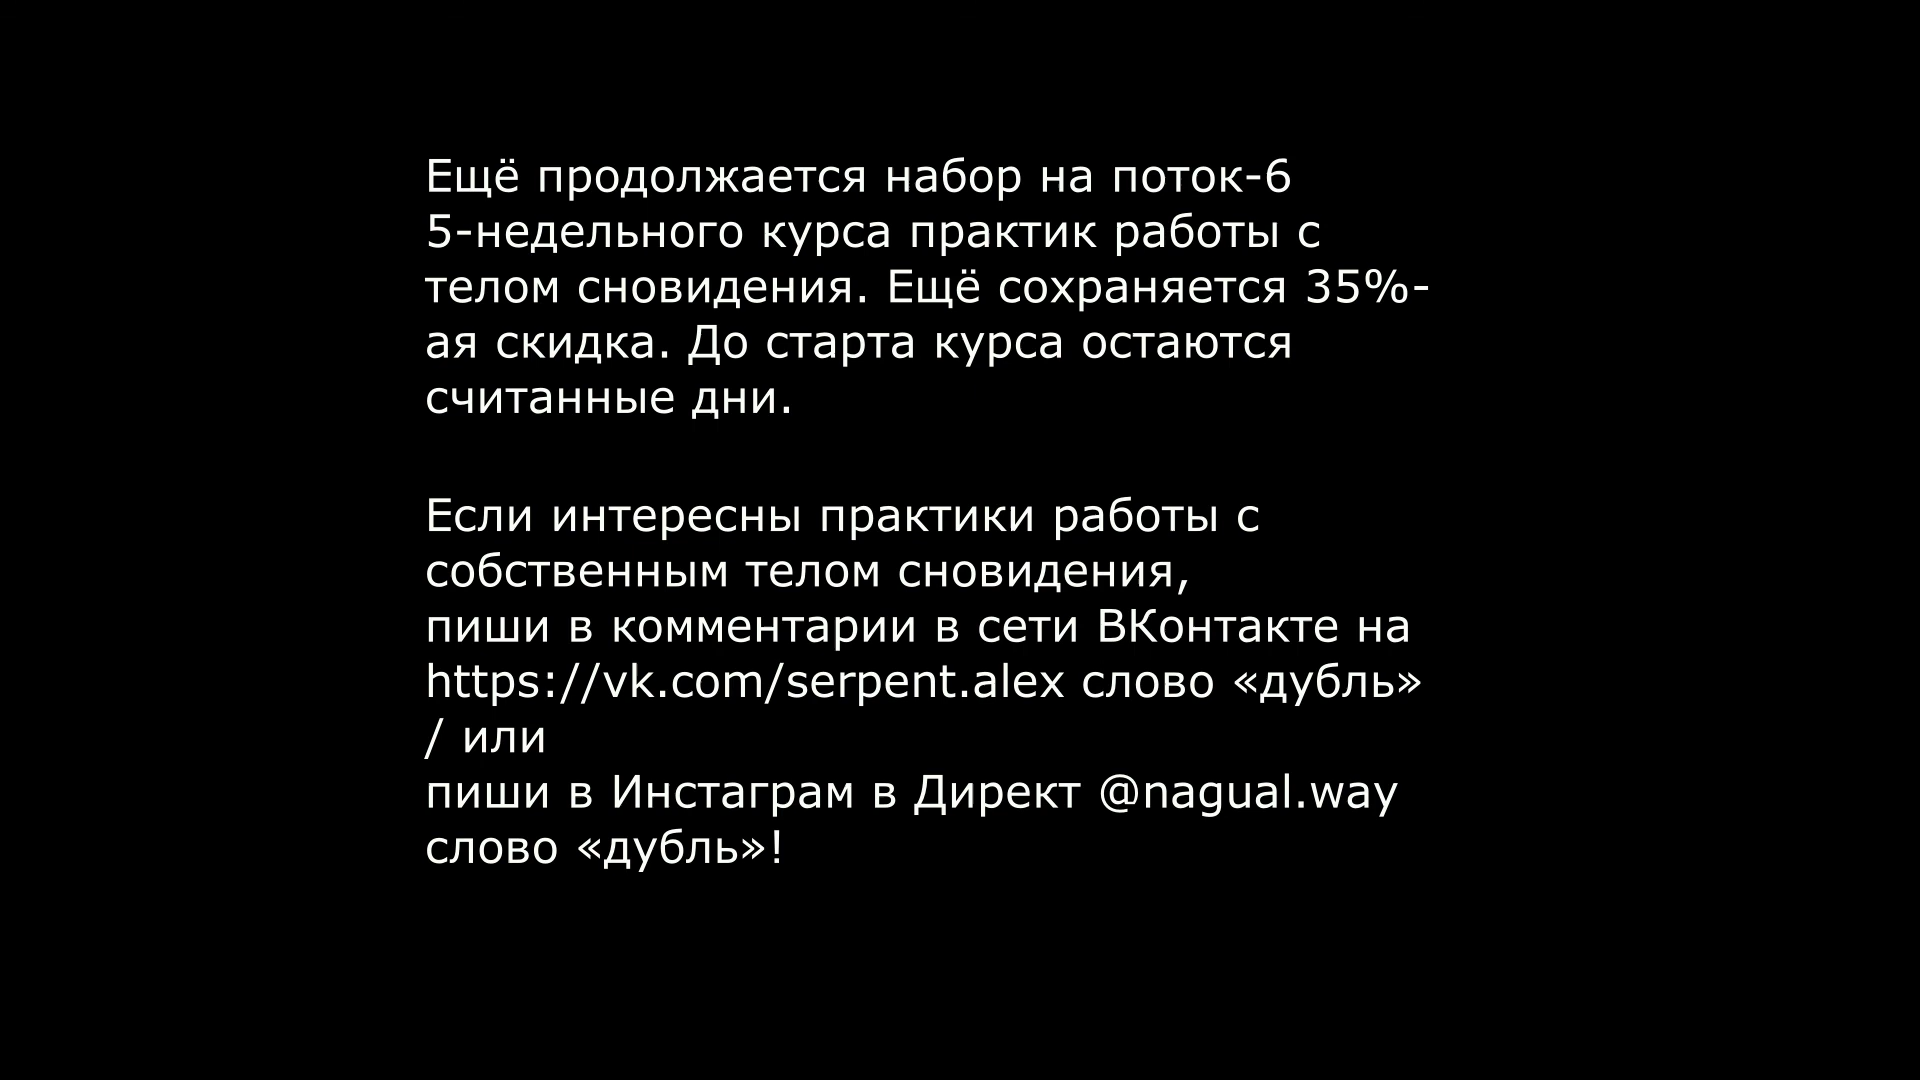 Ещё продолжается набор на поток-6
5-недельного курса практик работы с
телом сновидения. Ещё сохраняется 35%-
ая скидка. До старта курса остаются
считанные дни.
Если интересны практики работы с
собственным телом сновидения,
пиши в комментарии в сети ВКонтакте на
https://vk.com/serpent.alex слово «дубль»
/ или
пиши в Инстаграм в Директ @nagual.way
слово «дубль»!